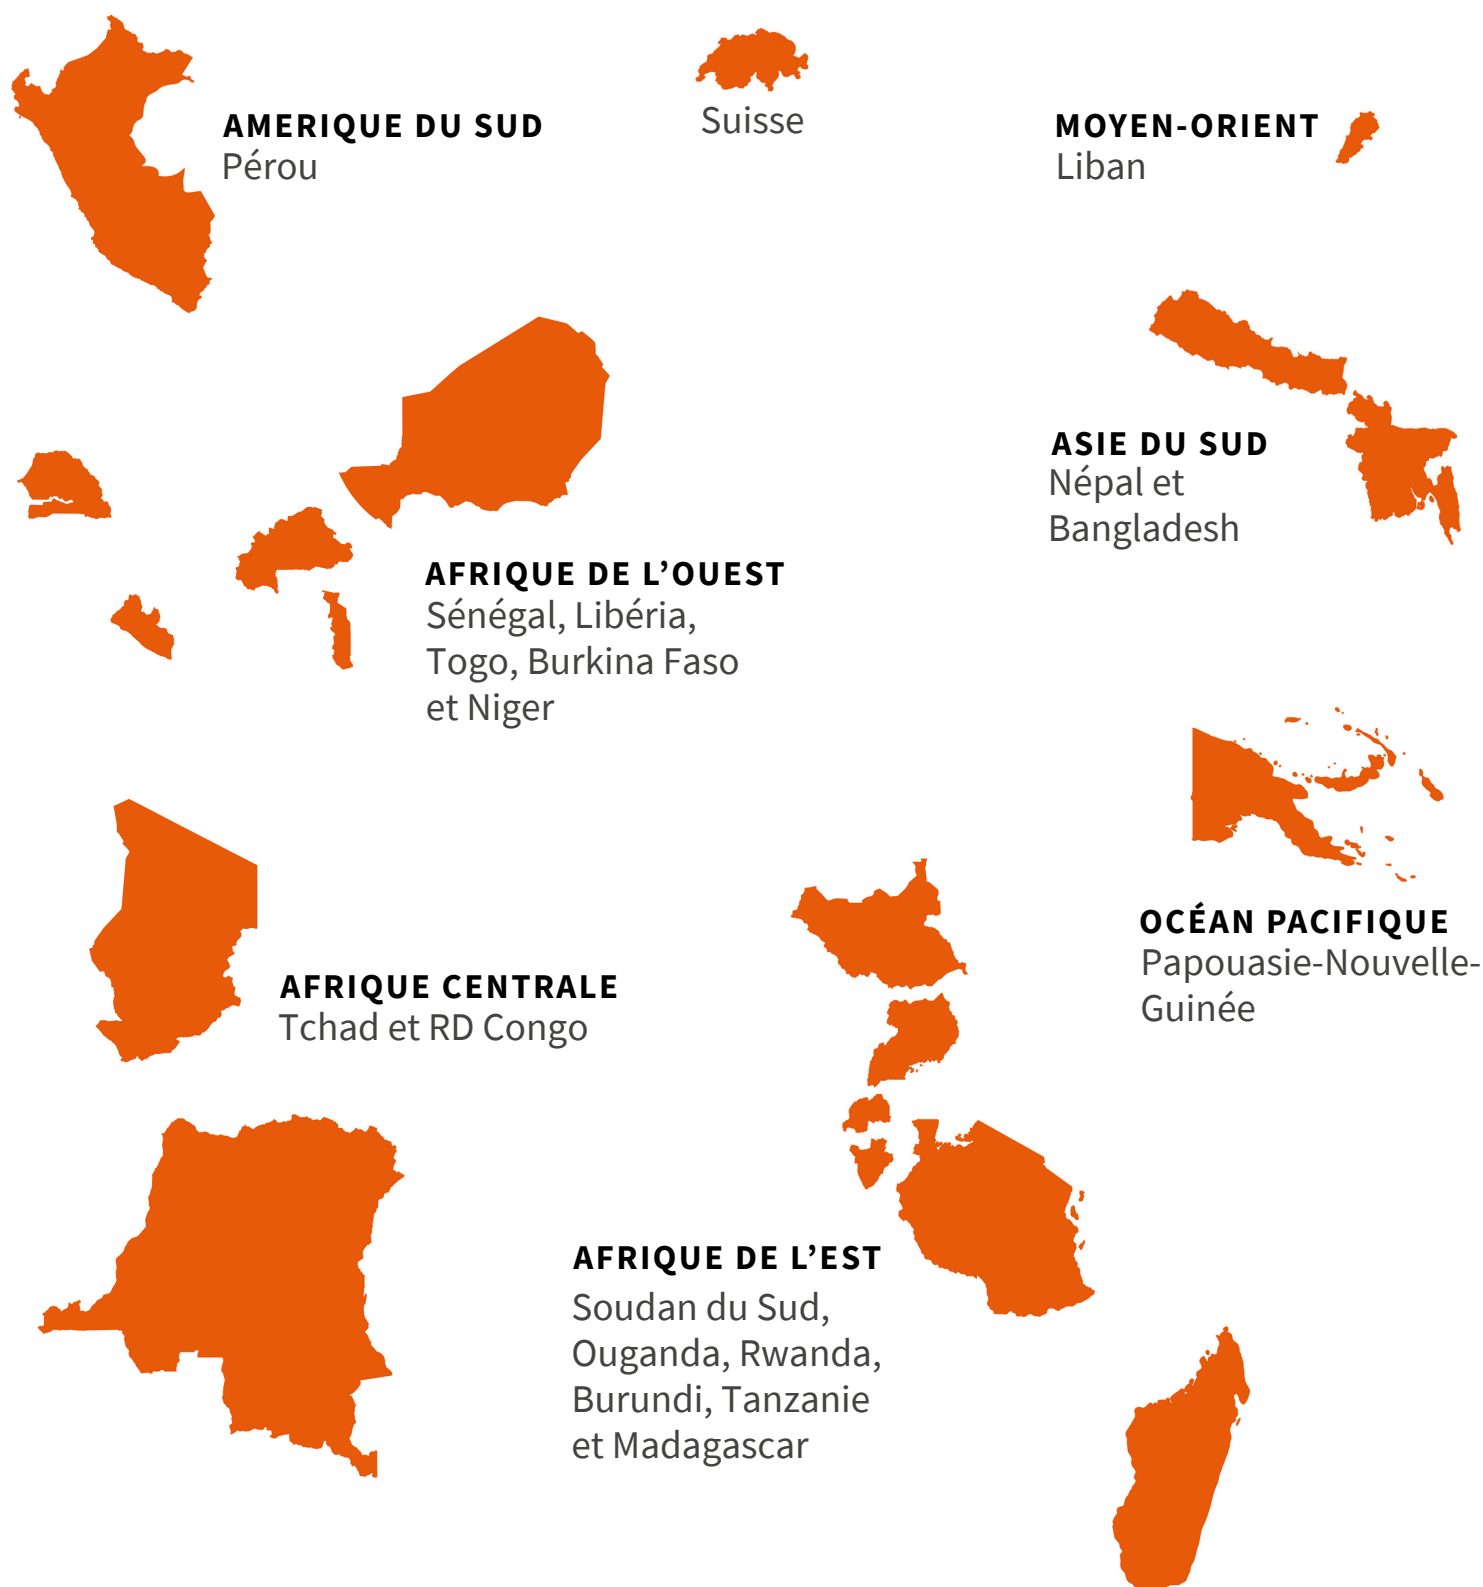 AMERIQUE DU SUD
Pérou
Suisse
MOYEN-ORIENT
Liban
ASIE DU SUD
Népal et
Bangladesh
AFRIQUE DE L’OUEST
Sénégal, Libéria,
Togo, Burkina Faso
et Niger
OCÉAN PACIFIQUE
Papouasie-Nouvelle-
Guinée
AFRIQUE CENTRALE
Tchad et RD Congo
AFRIQUE DE L’EST
Soudan du Sud,
Ouganda, Rwanda,
Burundi, Tanzanie
et Madagascar